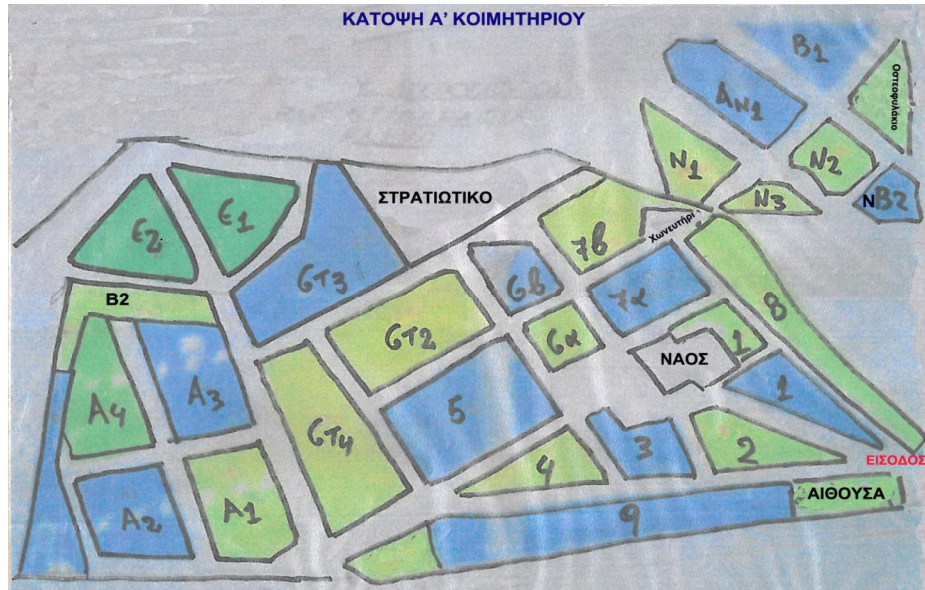 ΚΑΤΟΨΗ Α' ΚΟΙΜΗΤΗΡΙΟΥ
Β1
Οστεοφυλάκιο
ΑΝ1
Ν1
Ν2
Ν3
ΝΒ2
ΣΤΡΑΤΙΩΤΙΚΟ
Ε2
Ε1
7β
Χωνευτήρι
8
στ3
6β
7α
Β2
στ2
6α
ΝΑΟΣ
1
1
Α4
Α3
5
στ4
4
3
2
ΕΙΣΟΔΟΣ
ΑΙΘΟΥΣΑ
Α2
Α1
9